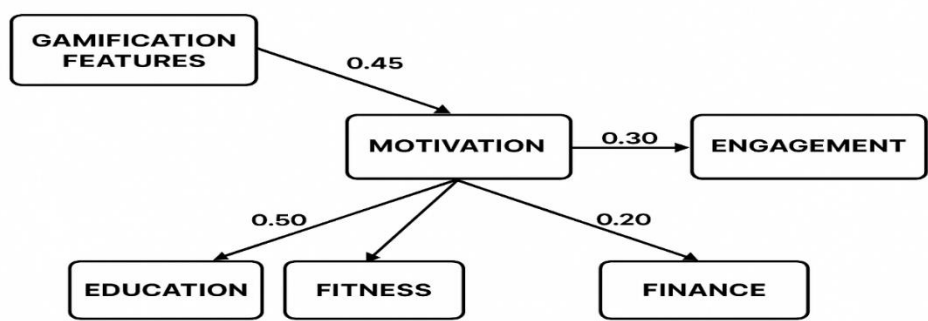 GAMIFICATION
FEATURES
0.45
MOTIVATION
0.30
ENGAGEMENT
0.50
0.20
EDUCATION
FITNESS
FINANCE